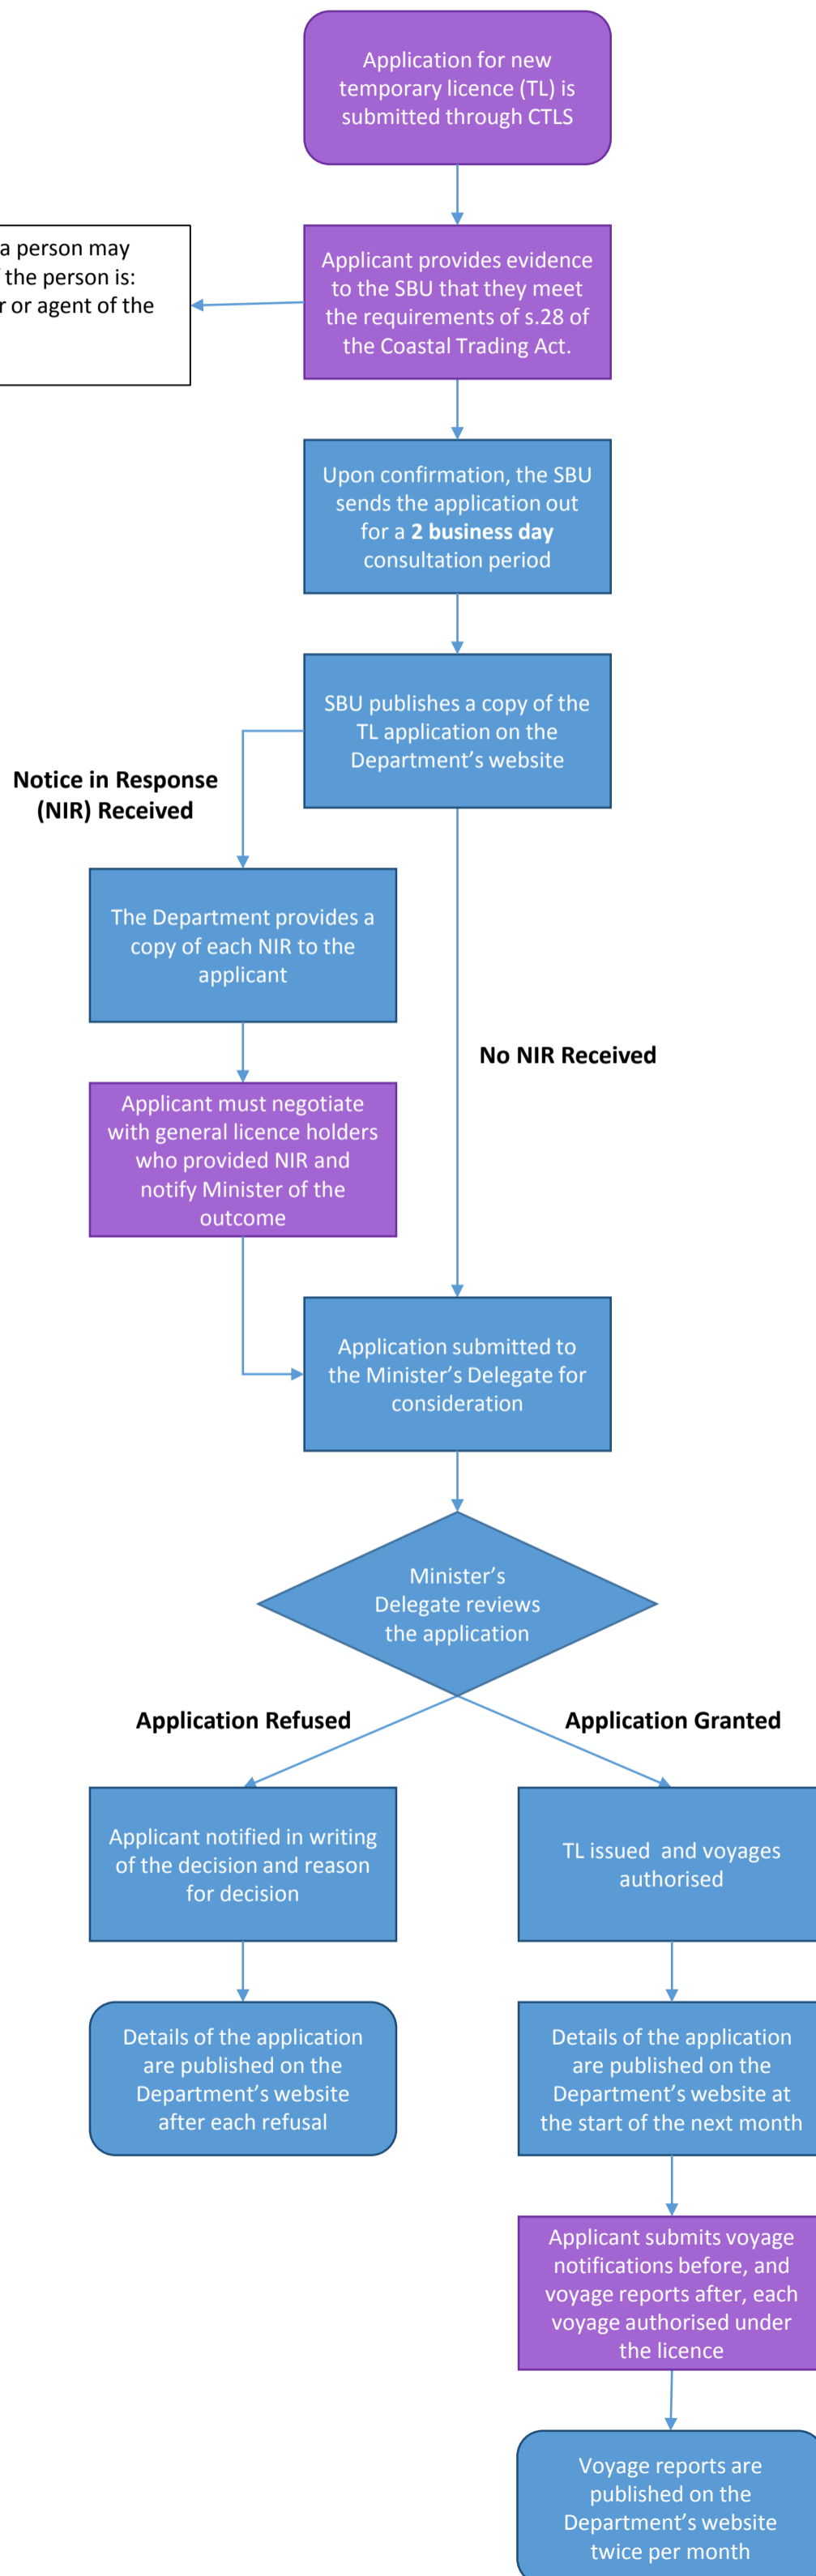 Application for new
temporary licence (TL) is
submitted through CTLS
a person may
the person is:
r or agent of the
Applicant provides evidence
to the SBU that they meet
the requirements of s.28 of
the Coastal Trading Act.
Upon confirmation, the SBU
sends the application out
for a 2 business day
consultation period
SBU publishes a copy of the
TL application on the
Department’s website
Notice in Response
(NIR) Received
The Department provides a
copy of each NIR to the
applicant
No NIR Received
Applicant must negotiate
with general licence holders
who provided NIR and
notify Minister of the
outcome
Application submitted to
the Minister’s Delegate for
consideration
Minister’s
Delegate reviews
the application
Application Refused
Application Granted
Applicant notified in writing
of the decision and reason
for decision
TL issued and voyages
authorised
Details of the application
are published on the
Department’s website
after each refusal
Details of the application
are published on the
Department’s website at
the start of the next month
Applicant submits voyage
notifications before, and
voyage reports after, each
voyage authorised under
the licence
Voyage reports are
published on the
Department’s website
twice per month